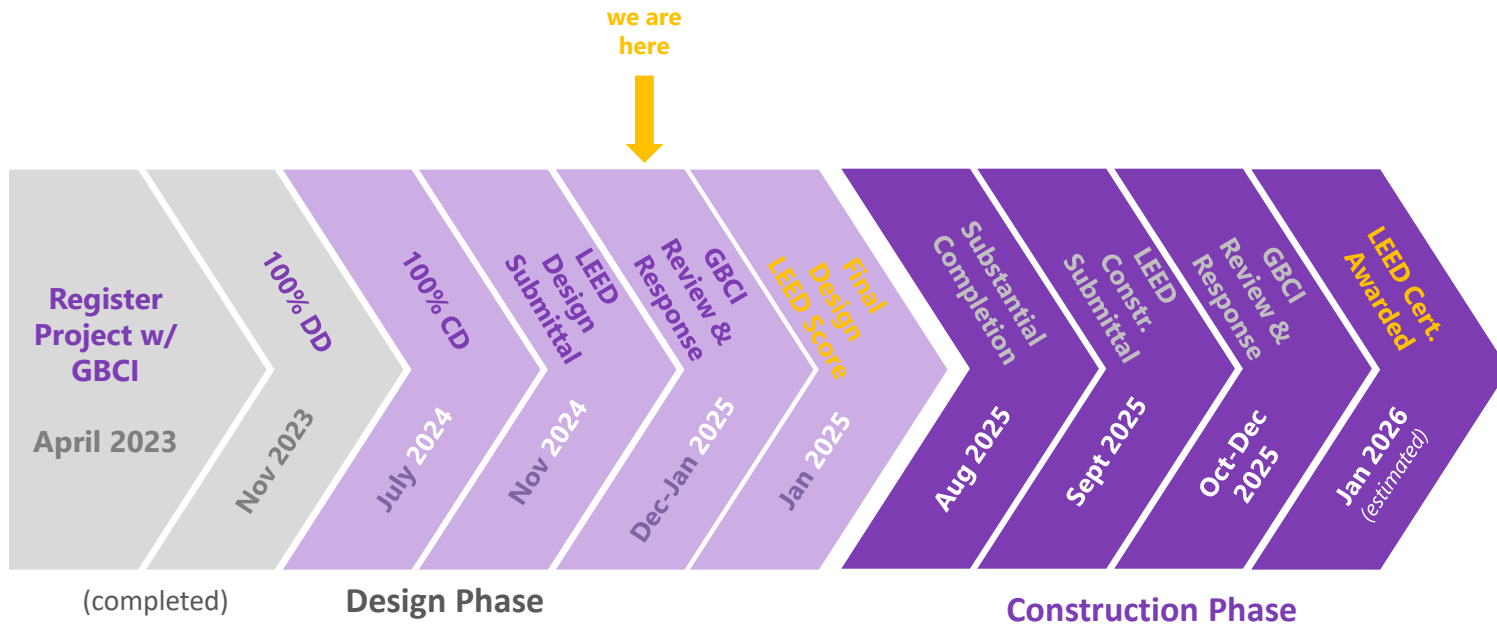 we are
here
Register
Project w/
GBCI
April 2023
100% DD
Nov 2023
100% CD
July 2024
LEED
Design
Submittal
Nov 2024
GBCI
Review &
Response
Dec-Jan 2025
Final
Design
LEED Score
Jan 2025
Substantial
Completion
Aug 2025
LEED
Constr.
Submittal
Sept 2025
GBCI
Review &
Response
Oct-Dec
2025
LEED Cert.
Awarded
Jan 2026
(estimated)
(completed)
Design Phase
Construction Phase